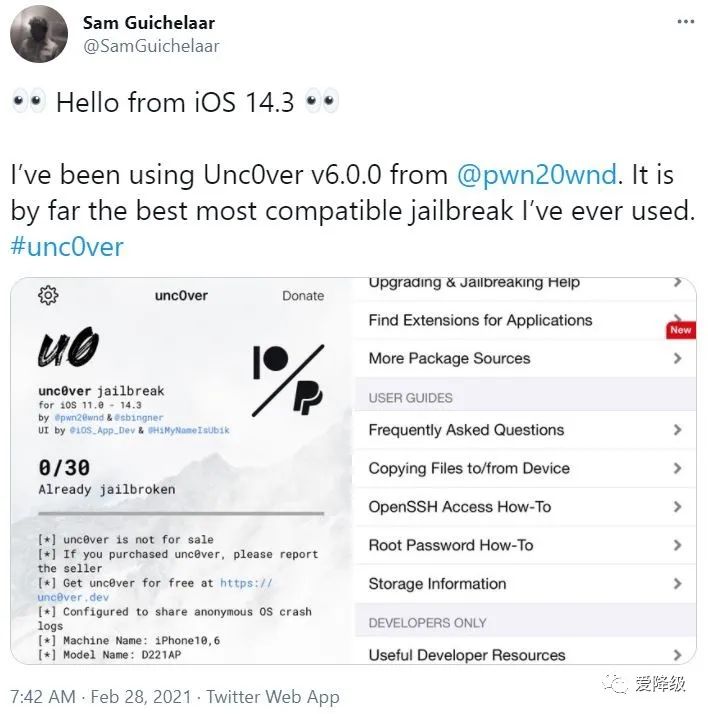 Sam Guichelaar
@SamGuichelaar
👀 Hello from iOS 14.3 👀
I’ve been using Unc0ver v6.0.0 from @pwn20wnd. It is
by far the best most compatible jailbreak I’ve ever used.
#unc0ver
unc0ver
Donate
u0
unc0ver jailbreak
for iOS 11.0 - 14.3
by @pwn20wnd & @sbingner
UI by @iOS_App_Dev & @HiMyNameIsUbik
0/30
Already jailbroken
[*] unc0ver is not for sale
[*] If you purchased unc0ver, please report
the seller
[*] Get unc0ver for free at https://
unc0ver.dev
[*] Configured to share anonymous OS crash
logs
[*] Machine Name: iPhone10,6
[*] Model Name: D221AP
Upgrading & Jailbreaking Help
Find Extensions for Applications
New
More Package Sources
USER GUIDES
Frequently Asked Questions
Copying Files to/from Device
OpenSSH Access How-To
Root Password How-To
Storage Information
DEVELOPERS ONLY
Useful Developer Resources
7:42 AM · Feb 28, 2021 · Twitter Web App
爱降级